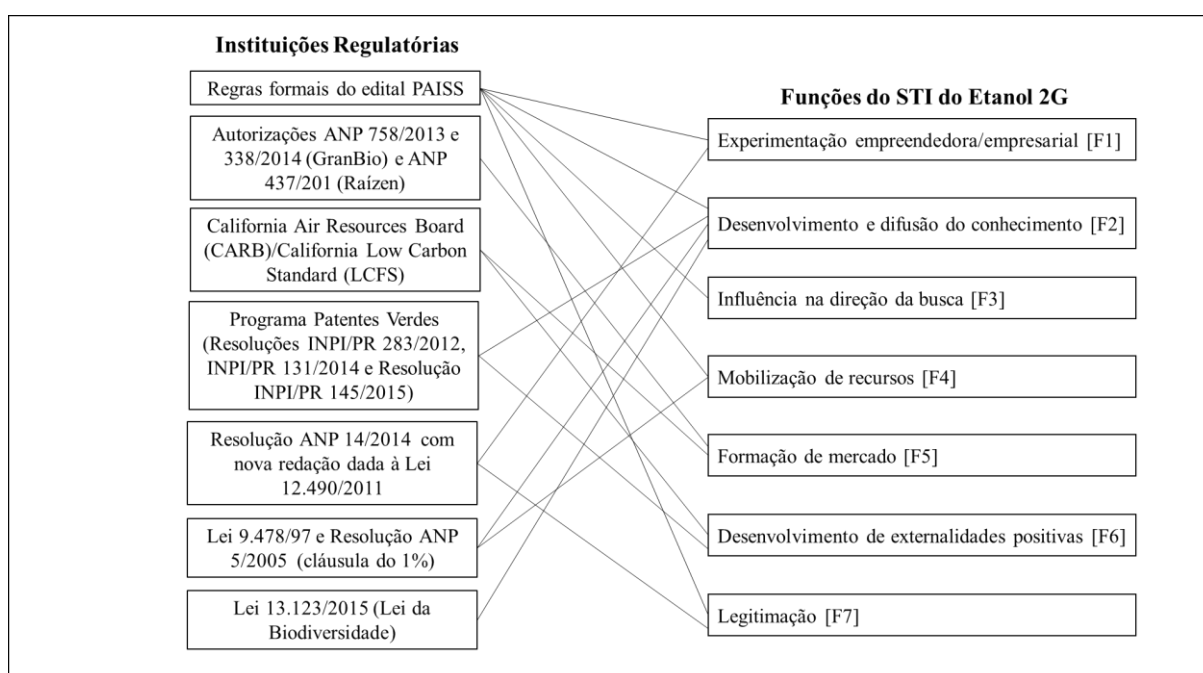 Instituições Regulatórias
Regras formais do edital PAISS
Autorizações ANP 758/2013 e
338/2014 (GranBio) e ANP
437/201 (Raízen)
California Air Resources Board
(CARB)/California Low Carbon
Standard (LCFS)
Programa Patentes Verdes
(Resoluções INPI/PR 283/2012,
INPI/PR 131/2014 e Resolução
INPI/PR 145/2015)
Resolução ANP 14/2014 com
nova redação dada à Lei
12.490/2011
Lei 9.478/97 e Resolução ANP
5/2005 (cláusula do 1%)
Lei 13.123/2015 (Lei da
Biodiversidade)
Funções do STI do Etanol 2G
Experimentação empreendedora/empresarial [F1]
Desenvolvimento e difusão do conhecimento [F2]
Influência na direção da busca [F3]
Mobilização de recursos [F4]
Formação de mercado [F5]
Desenvolvimento de externalidades positivas [F6]
Legitimação [F7]